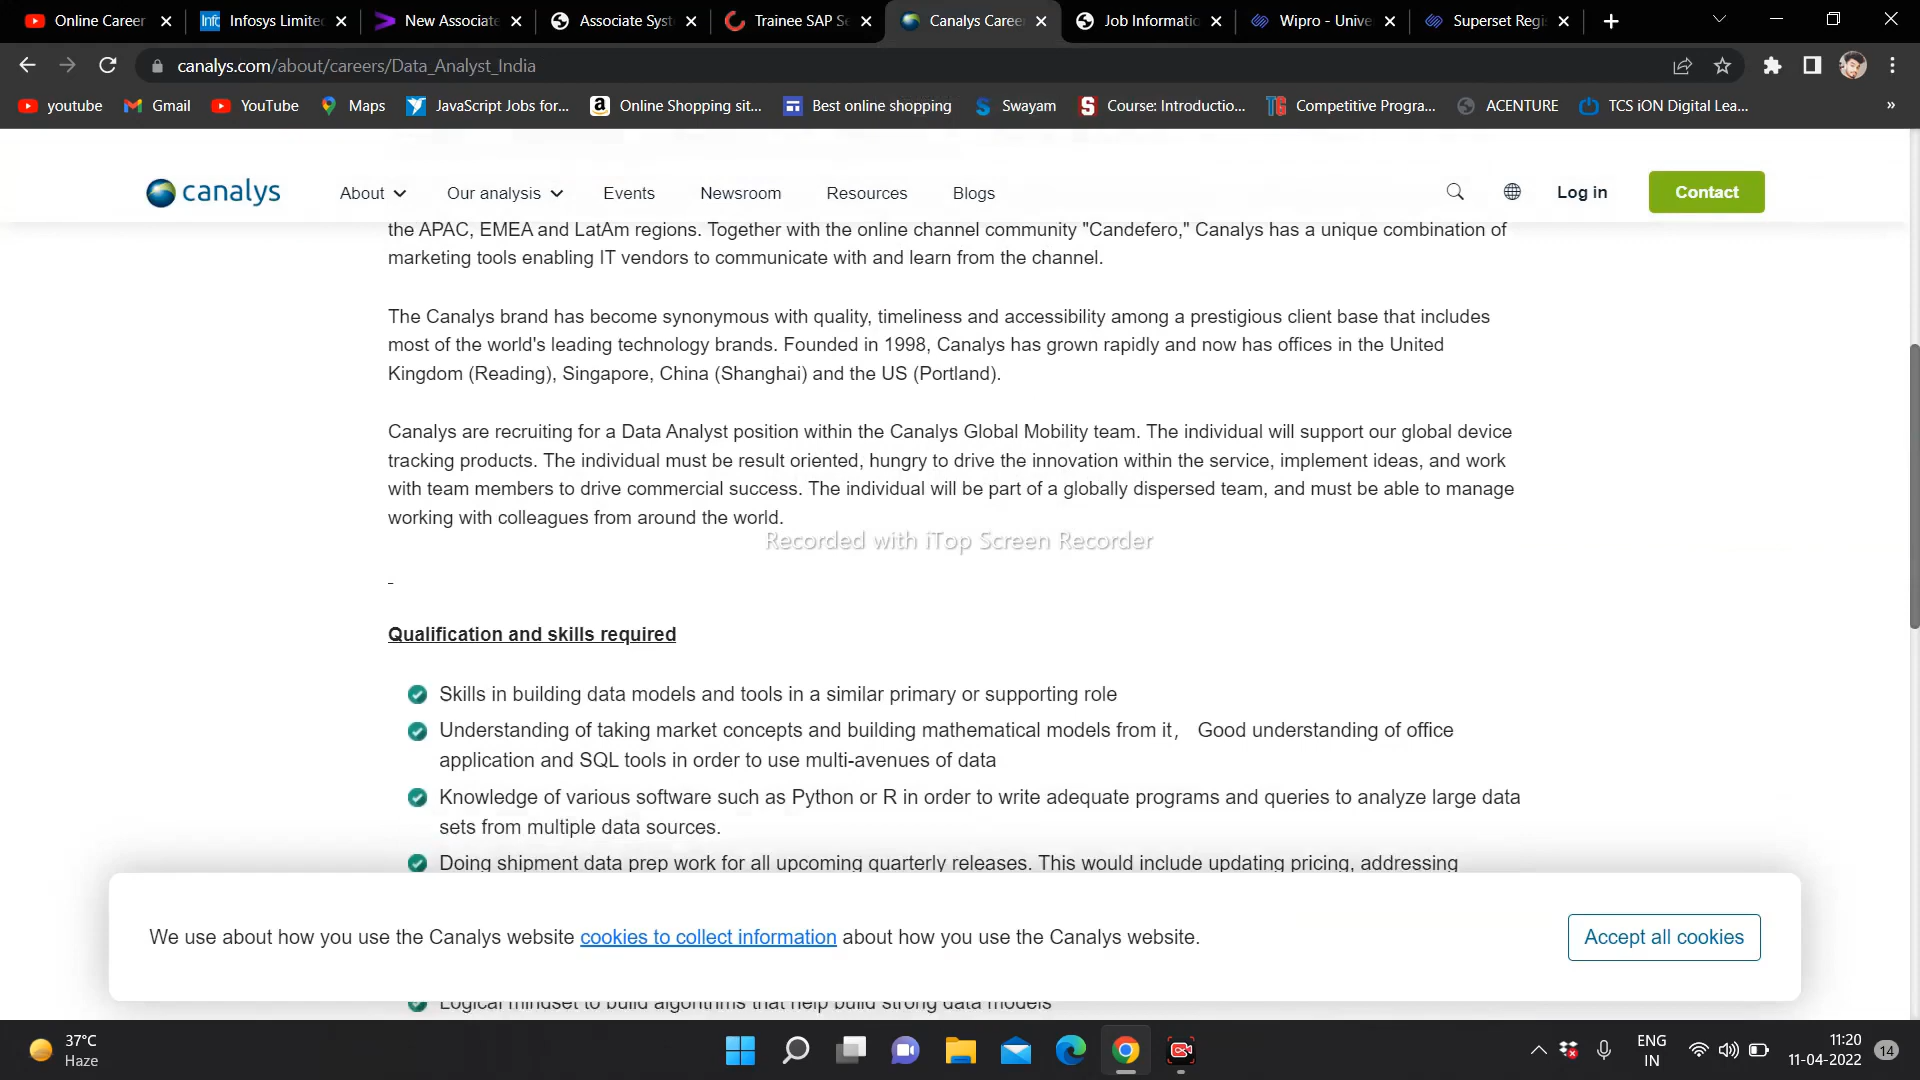 Online Career
Infosys Limite
New Associate
Associate Syst
Trainee SAP Se
Canalys Caree
Job Informatio
Wipro - Unive
Superset Regi
canalys.com/about/careers/Data_Analyst_India
youtube
Gmail
YouTube
Maps
JavaScript Jobs for...
Online Shopping sit...
Best online shopping
Swayam
Course: Introductio...
Competitive Progra...
ACENTURE
TCS iON Digital Lea...
»
canalys
About
Our analysis
Events
Newsroom
Resources
Blogs
Log in
Contact
the APAC, EMEA and LatAm regions. Together with the online channel community "Candefero," Canalys has a unique combination of
marketing tools enabling IT vendors to communicate with and learn from the channel.
The Canalys brand has become synonymous with quality, timeliness and accessibility among a prestigious client base that includes
most of the world's leading technology brands. Founded in 1998, Canalys has grown rapidly and now has offices in the United
Kingdom (Reading), Singapore, China (Shanghai) and the US (Portland).
Canalys are recruiting for a Data Analyst position within the Canalys Global Mobility team. The individual will support our global device
tracking products. The individual must be result oriented, hungry to drive the innovation within the service, implement ideas, and work
with team members to drive commercial success. The individual will be part of a globally dispersed team, and must be able to manage
working with colleagues from around the world.
Recorded with iTop Screen Recorder
Qualification and skills required
Skills in building data models and tools in a similar primary or supporting role
Understanding of taking market concepts and building mathematical models from it， Good understanding of office
application and SQL tools in order to use multi-avenues of data
Knowledge of various software such as Python or R in order to write adequate programs and queries to analyze large data
sets from multiple data sources.
Doing shipment data prep work for all upcoming quarterly releases. This would include updating pricing, addressing
We use about how you use the Canalys website cookies to collect information about how you use the Canalys website.
Accept all cookies
Logical mindset to build algorithms that help build strong data models
37°C
Haze
ENG
IN
11:20
11-04-2022
14